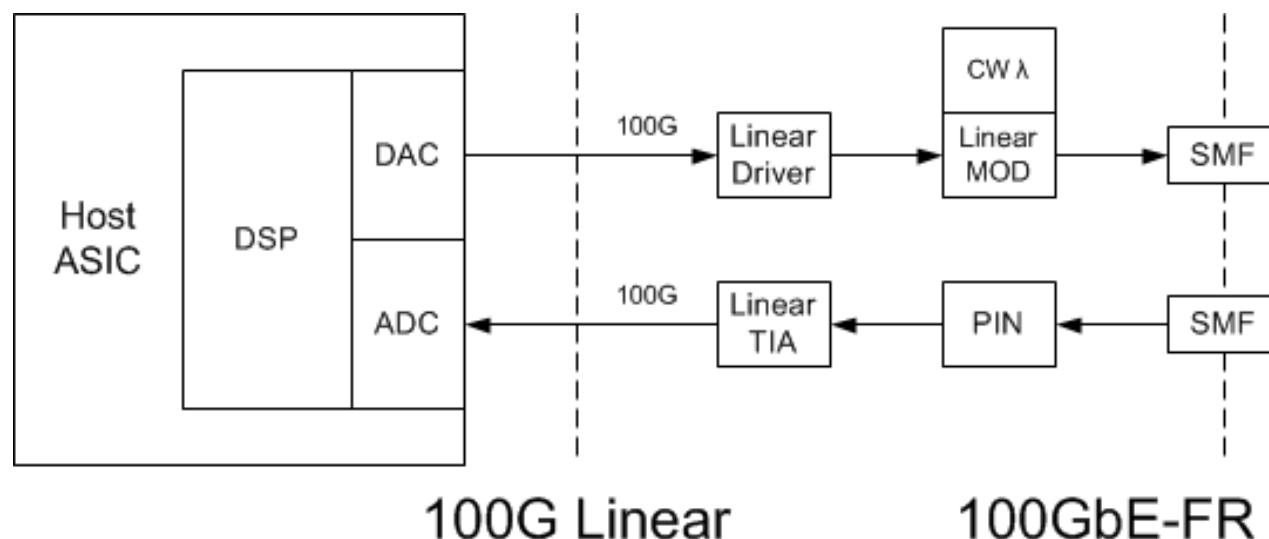 Host
ASIC
DSP
DAC
ADC
100G
Linear
Driver
CW λ
Linear
MOD
SMF
100G
Linear
TIA
PIN
SMF
100G Linear
100GbE-FR